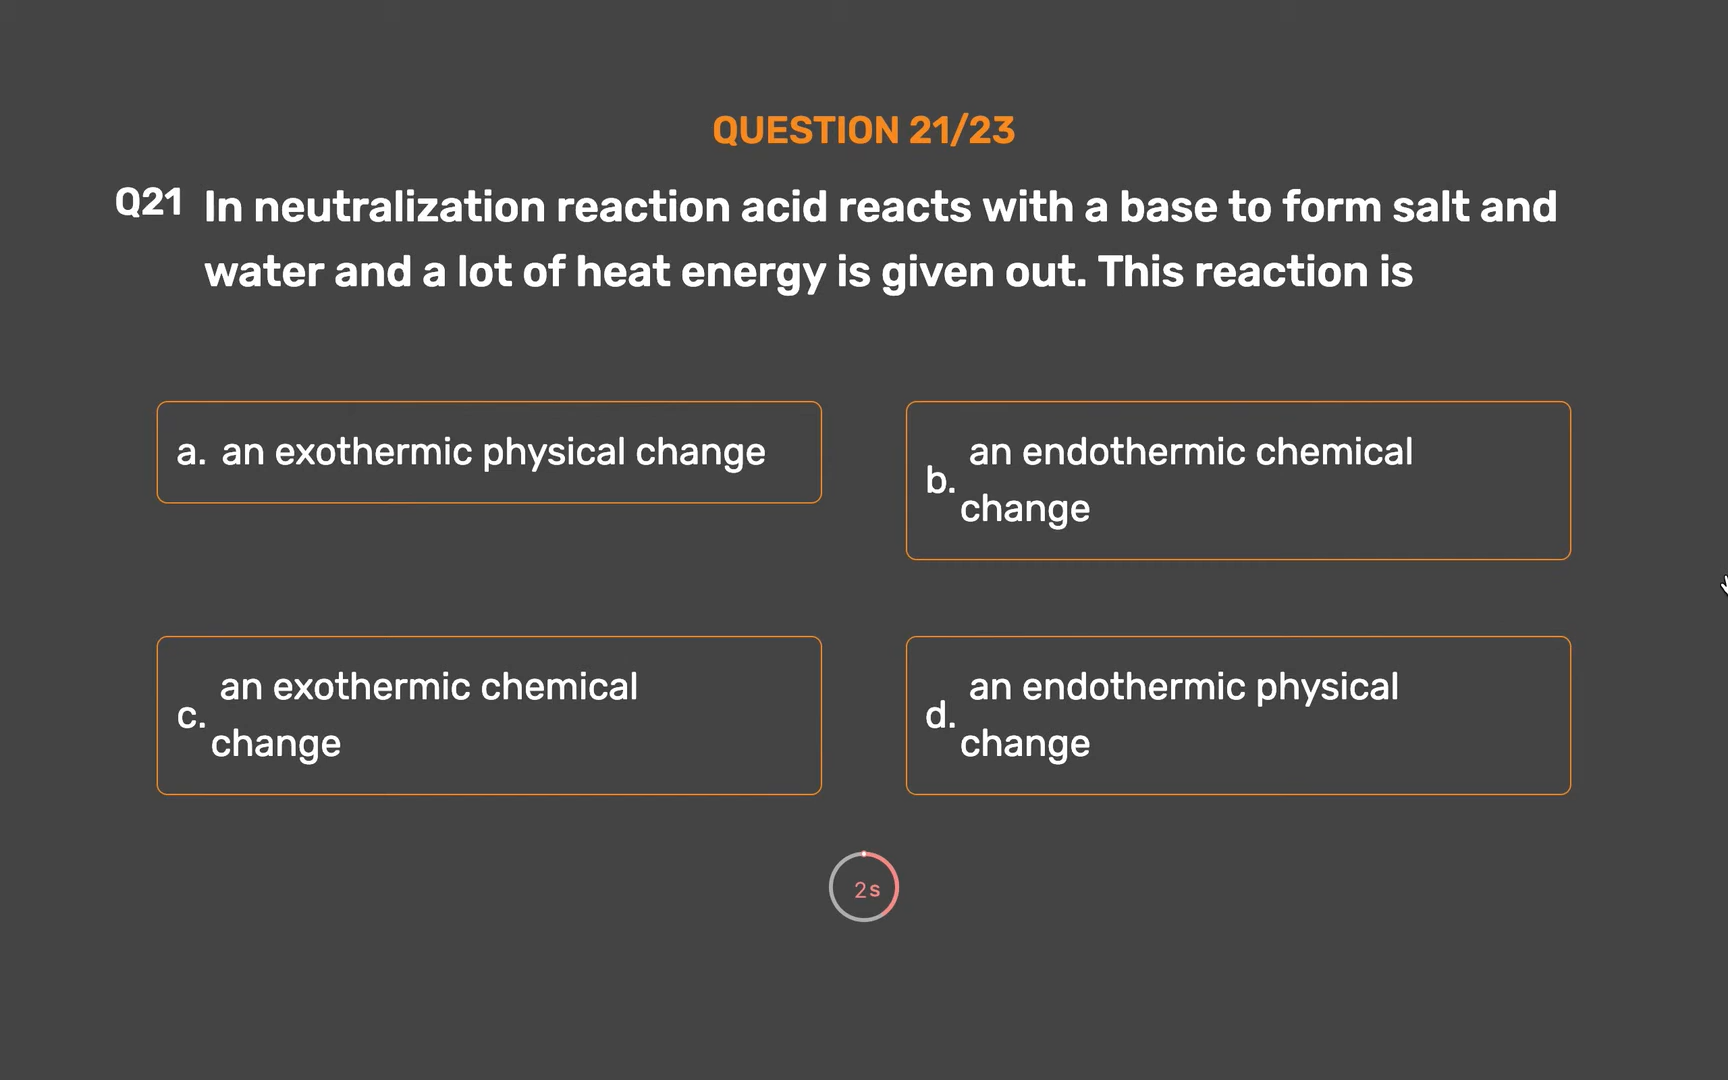 QUESTION 21/23
Q21 In neutralization reaction acid reacts with a base to form salt and
water and a lot of heat energy is given out. This reaction is
a. an exothermic physical change
b. an endothermic chemical
change
c. an exothermic chemical
change
d. an endothermic physical
change
2s